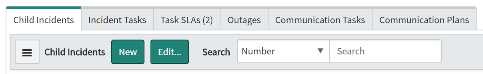 Child Incidents Incident Tasks Task SLAs (2) Outages Communication Tasks Communication Plans
Child Incidents New Edit... Search Number Search